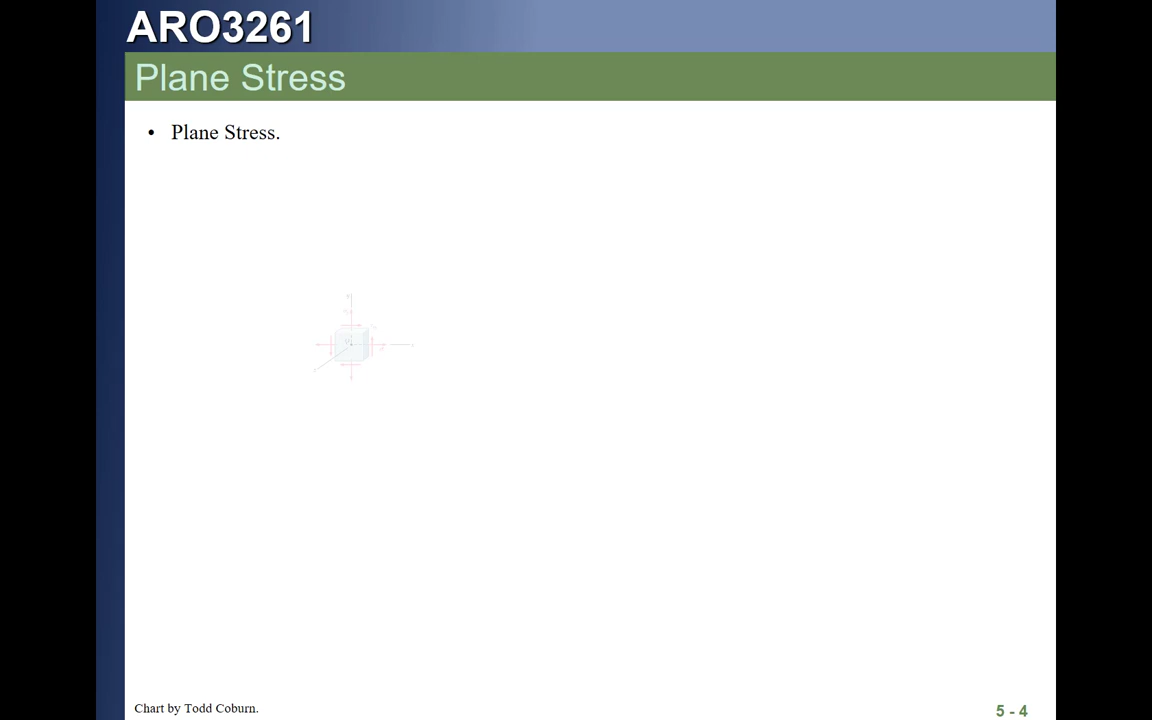 ARO3261
Plane Stress
• Plane Stress.
Chart by Todd Coburn.
5 - 4